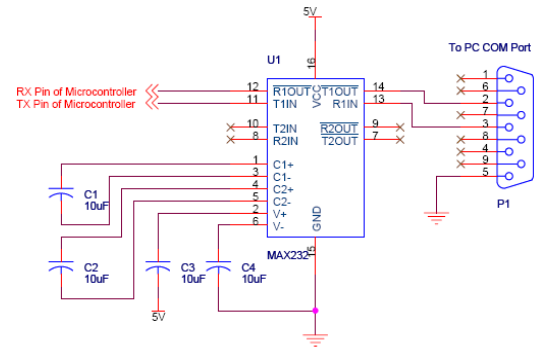 5V
U1
To PC COM Port
RX Pin of Microcontroller
TX Pin of Microcontroller
12 R1OUT
11 T1IN
10 T2IN
8 R2IN
1 C1+
3 C1-
4 C2+
5 C2-
2 V+
6 V-
16
VCC
T1OUT 14
R1IN 13
R2OUT 9
T2OUT 7
GND
15
MAX232
1
6
2
7
3
8
4
9
5
P1
C1
10uF
C2
10uF
C3
10uF
C4
10uF
5V